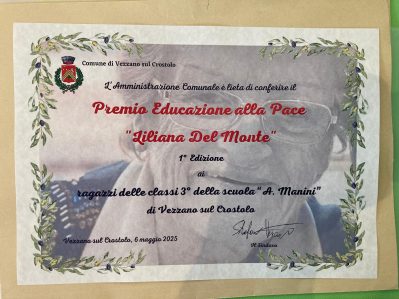 Comune di Vezzano sul Crostolo
L'Amministrazione Comunale è lieta di conferire il
Premio Educazione alla Pace
"Liliana Del Monte"
1° Edizione
ai
ragazzi delle classi 3° della scuola "A. Manini"
di Vezzano sul Crostolo
Vezzano sul Crostolo, 6 maggio 2025
Il Sindaco